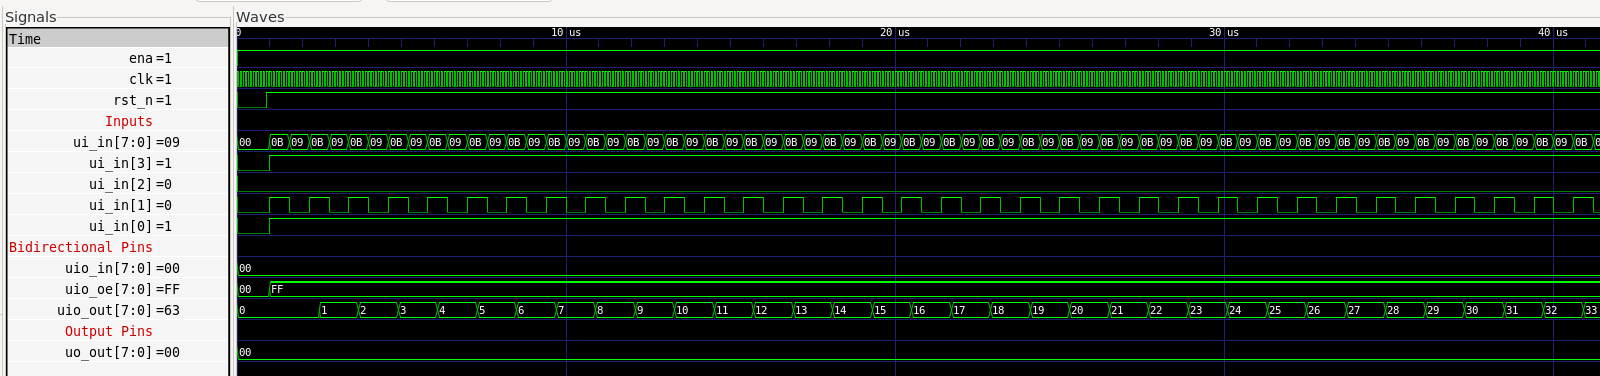 Signals
Waves
Time
0 10 us 20 us 30 us 40 us
ena=1
clk=1
rst_n=1
Inputs
ui_in[7:0]=09
00 0B 09 0B 09 0B 09 0B 09 0B 09 0B 09 0B 09 0B 09 0B 09 0B 09 0B 09 0B 09 0B 09 0B 09 0B 09 0B 09 0B 09 0B 09 0B 09 0B 09 0B 09 0B 09 0B 09 0B 09 0B 09 0B 09 0B 09 0B 09 0B 09 0B 09 0B 09 0B 09 0B 09 0B 0
ui_in[3]=1
ui_in[2]=0
ui_in[1]=0
ui_in[0]=1
Bidirectional Pins
uio_in[7:0]=00
00
uio_oe[7:0]=FF
00 FF
uio_out[7:0]=63
0 1 2 3 4 5 6 7 8 9 10 11 12 13 14 15 16 17 18 19 20 21 22 23 24 25 26 27 28 29 30 31 32 33
Output Pins
uo_out[7:0]=00
00